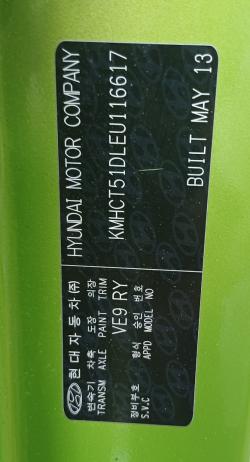 현대자동차㈜ HYUNDAI MOTOR COMPANY
변속기 차축 도장 의장
TRANSM AXLE PAINT TRIM
KMHCT51DLEU116617
VE9 RY
형식 승인 번호
APPD MODEL NO
정비부호
S.V.C
BUILT MAY 13